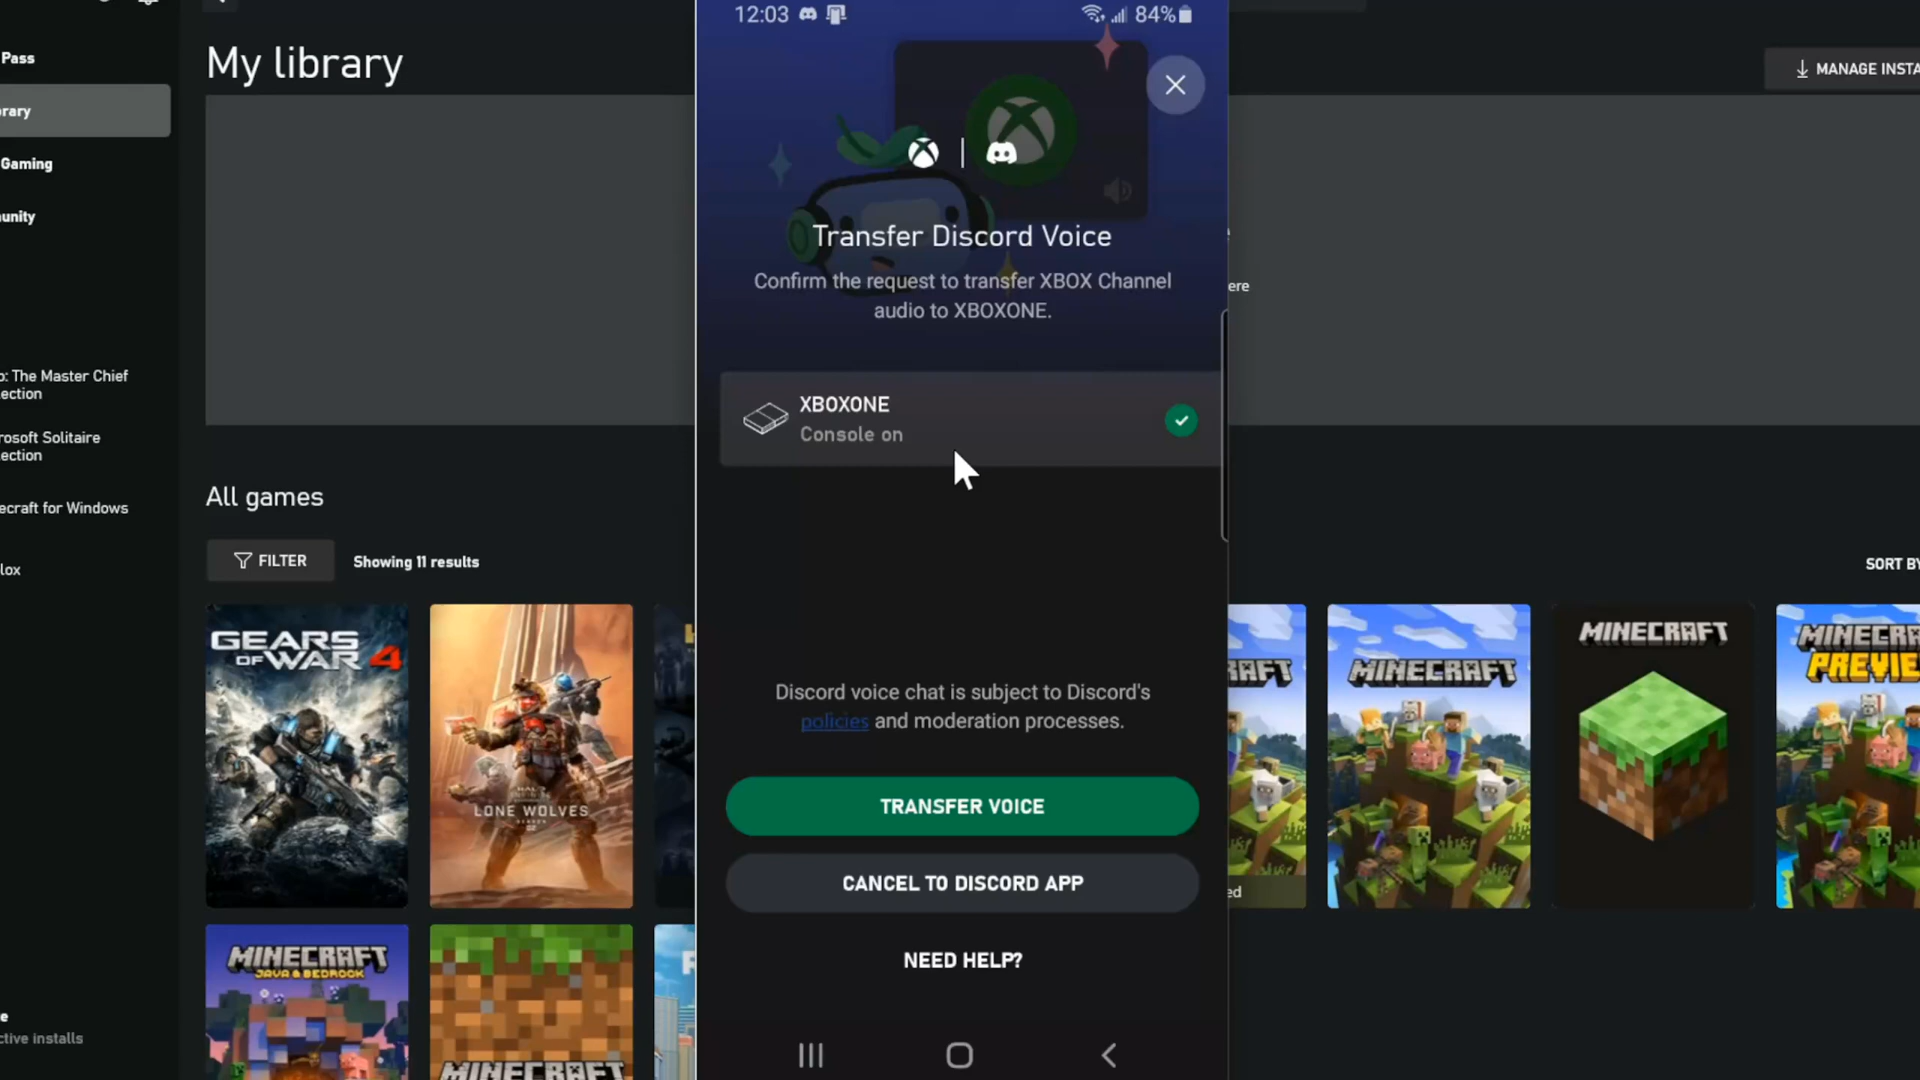 Pass
My library
MANAGE INSTA
rary
Gaming
unity
o: The Master Chief
ection
rosoft Solitaire
ection
ecraft for Windows
lox
e
ctive installs
All games
FILTER
Showing 11 results
SORT BY
GEARS
OF WAR 4
HALO
INFINITE
LONE WOLVES
MINECRAFT
JAVA & BEDROCK
MINECRAFT
12:03
84%
Transfer Discord Voice
Confirm the request to transfer XBOX Channel
audio to XBOXONE.
XBOXONE
Console on
Discord voice chat is subject to Discord's
policies and moderation processes.
TRANSFER VOICE
CANCEL TO DISCORD APP
NEED HELP?
ere
RAFT
ed
MINECRAFT
MINECRAFT
MINECRA
PREVIE